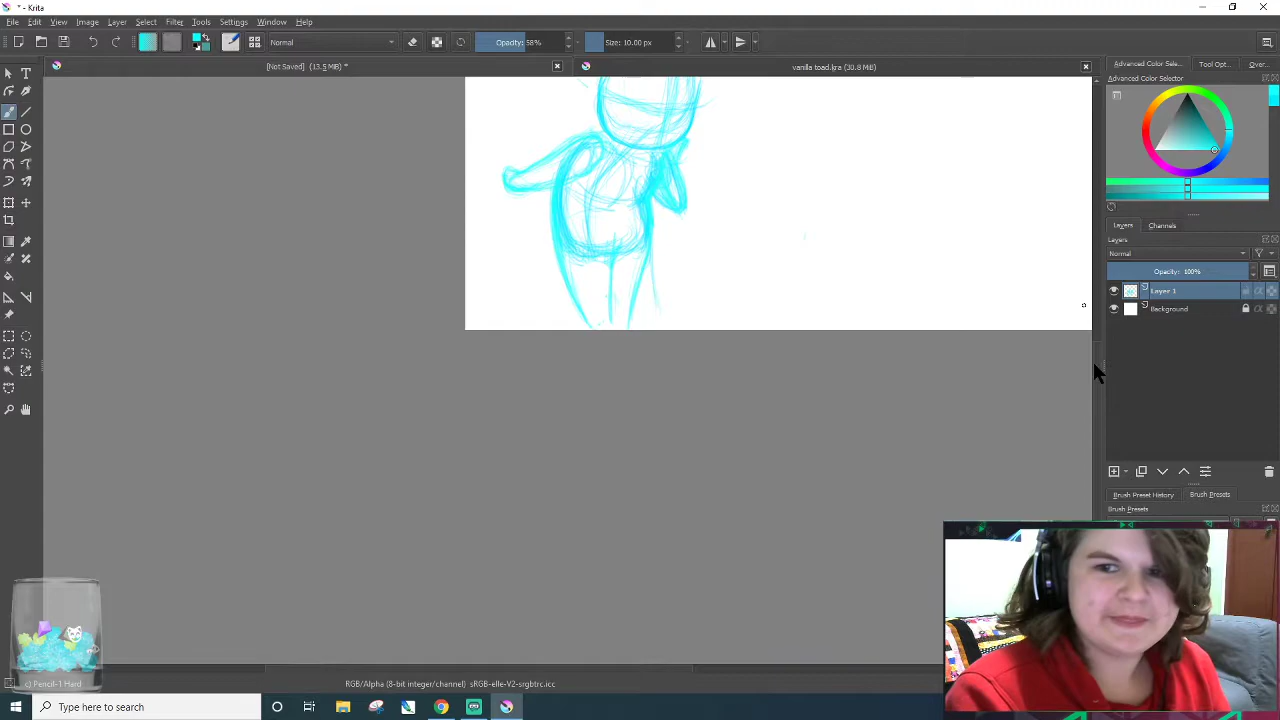 * - Krita
File Edit View Image Layer Select Filter Tools Settings Window Help
Normal Opacity: 58% Size: 10.00 px
[Not Saved] (13.5 MiB) * vanilla toad.kra (30.8 MiB)
Advanced Color Sele... Tool Opt... Over...
Advanced Color Selector
Layers Channels
Layers
Normal
Opacity: 100%
Layer 1
Background
Brush Preset History Brush Presets
Brush Presets
c) Pencil-1 Hard RGB/Alpha (8-bit integer/channel) sRGB-elle-V2-srgbtrc.icc
Type here to search